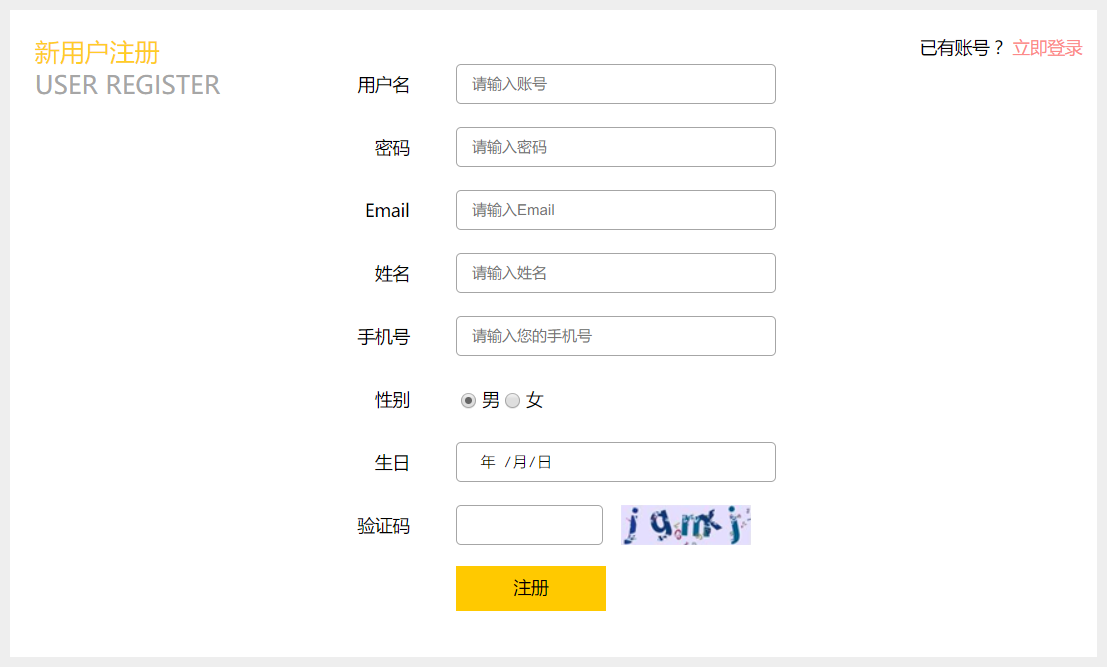 新用户注册
USER REGISTER
已有账号？立即登录
用户名 请输入账号
密码 请输入密码
Email 请输入Email
姓名 请输入姓名
手机号 请输入您的手机号
性别 男 女
生日 年 /月/日
验证码
注册